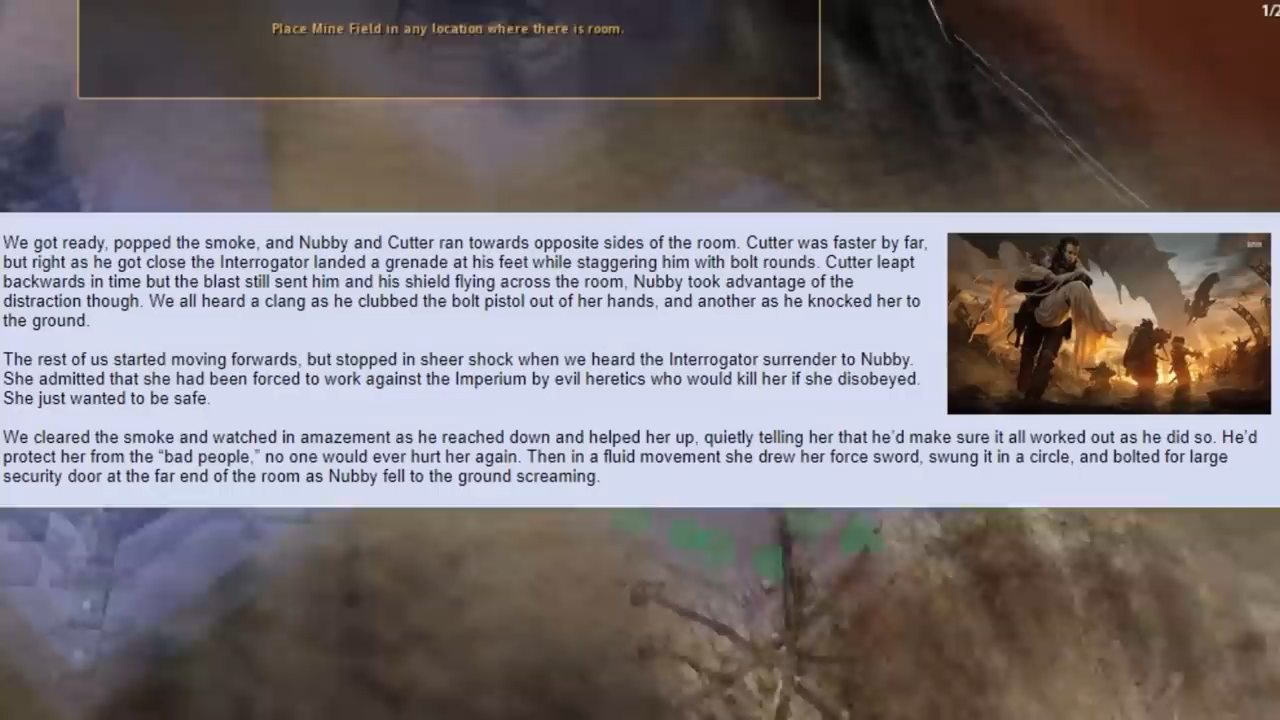 Place Mine Field in any location where there is room.
1/2
We got ready, popped the smoke, and Nubby and Cutter ran towards opposite sides of the room. Cutter was faster by far,
but right as he got close the Interrogator landed a grenade at his feet while staggering him with bolt rounds. Cutter leapt
backwards in time but the blast still sent him and his shield flying across the room, Nubby took advantage of the
distraction though. We all heard a clang as he clubbed the bolt pistol out of her hands, and another as he knocked her to
the ground.
The rest of us started moving forwards, but stopped in sheer shock when we heard the Interrogator surrender to Nubby.
She admitted that she had been forced to work against the Imperium by evil heretics who would kill her if she disobeyed.
She just wanted to be safe.
We cleared the smoke and watched in amazement as he reached down and helped her up, quietly telling her that he’d make sure it all worked out as he did so. He’d
protect her from the “bad people,” no one would ever hurt her again. Then in a fluid movement she drew her force sword, swung it in a circle, and bolted for large
security door at the far end of the room as Nubby fell to the ground screaming.